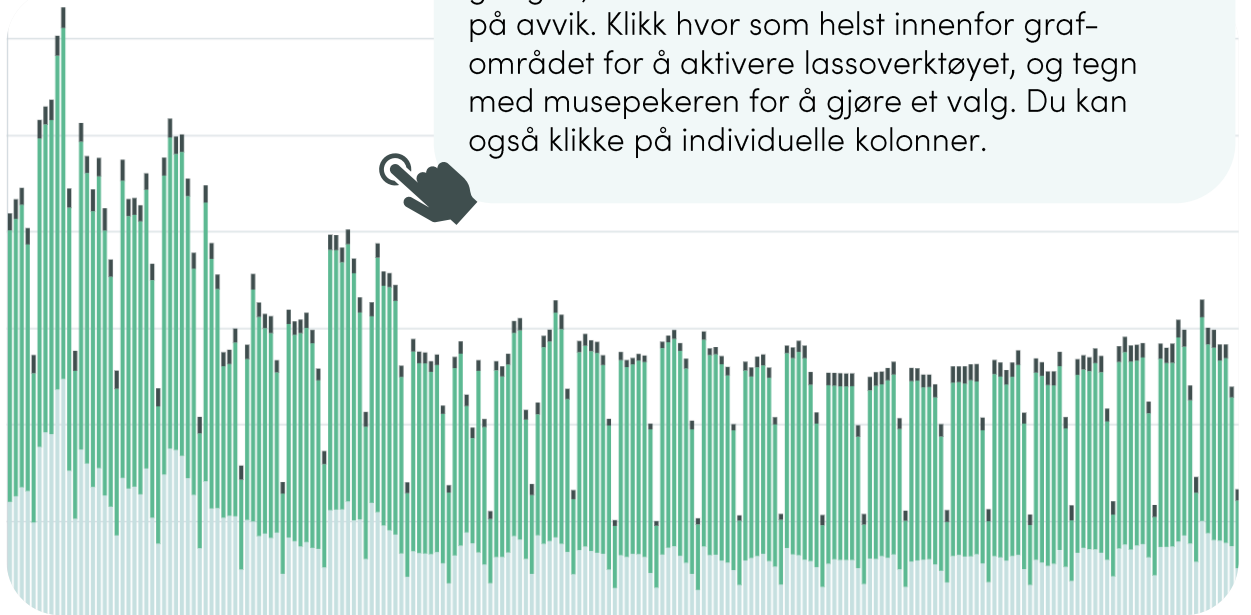 på avvik. Klikk hvor som helst innenfor graf-
området for å aktivere lassoverktøyet, og tegn
med musepekeren for å gjøre et valg. Du kan
også klikke på individuelle kolonner.